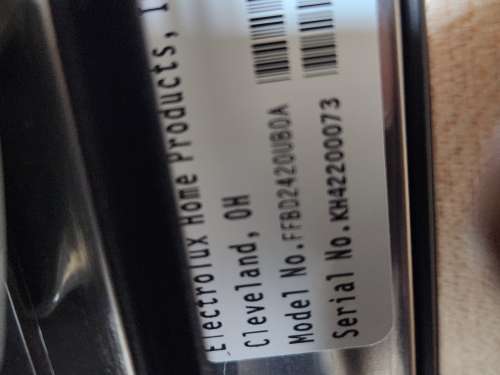 Electrolux Home Products,
Cleveland, OH
Model No.FFBD2420UB0A
Serial No.KH42200073